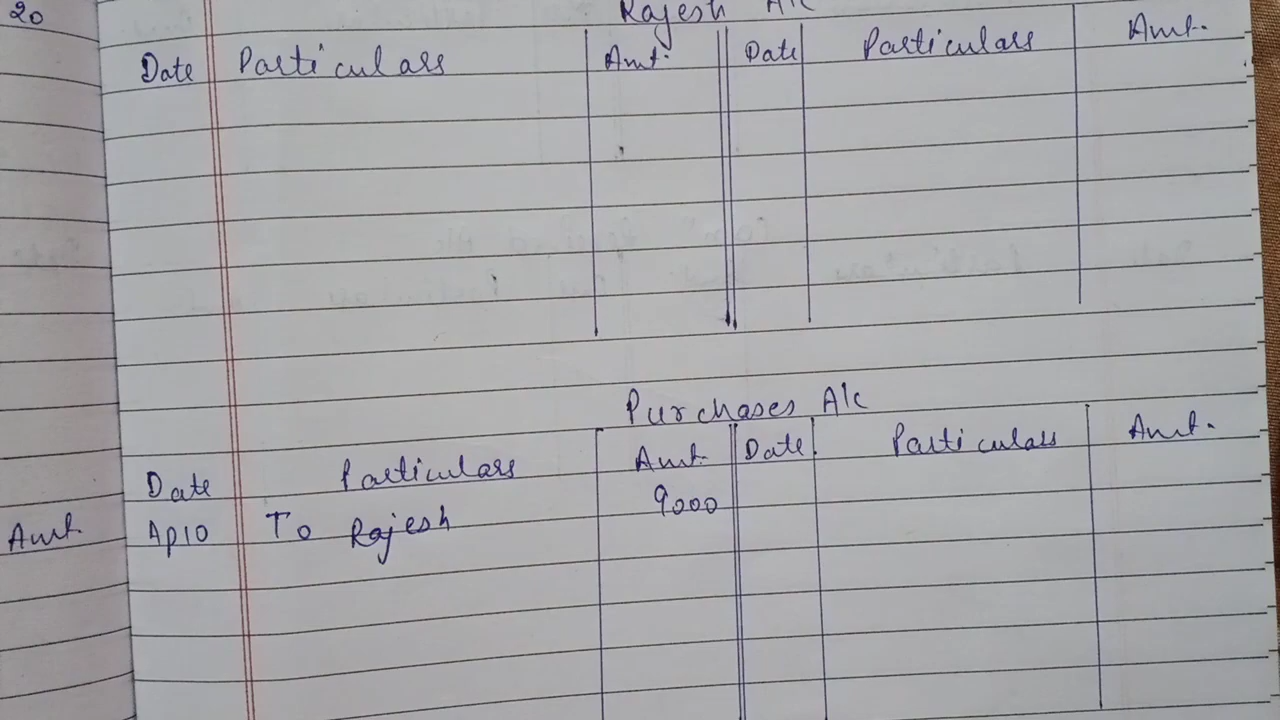 20
Rajesh A/c
Date Particulars Amt. Date Particulars Amt.
Purchases A/c
Date Particulars Amt. Date Particulars Amt.
Amt.
Ap10 To Rajesh 9000